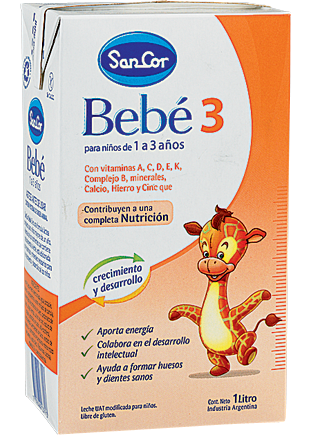 SanCor
Bebé 3
para niños de 1 a 3 años
Con vitaminas A, C, D, E, K,
Complejo B, minerales,
Calcio, Hierro y Cinc que
Contribuyen a una
completa Nutrición
crecimiento
y desarrollo
Aporta energía
Colabora en el desarrollo
intelectual
Ayuda a formar huesos
y dientes sanos
Leche UAT modificada para niños.
libre de gluten.
Cont. Neto 1 Litro
Industria Argentina
SanCor
Bebé